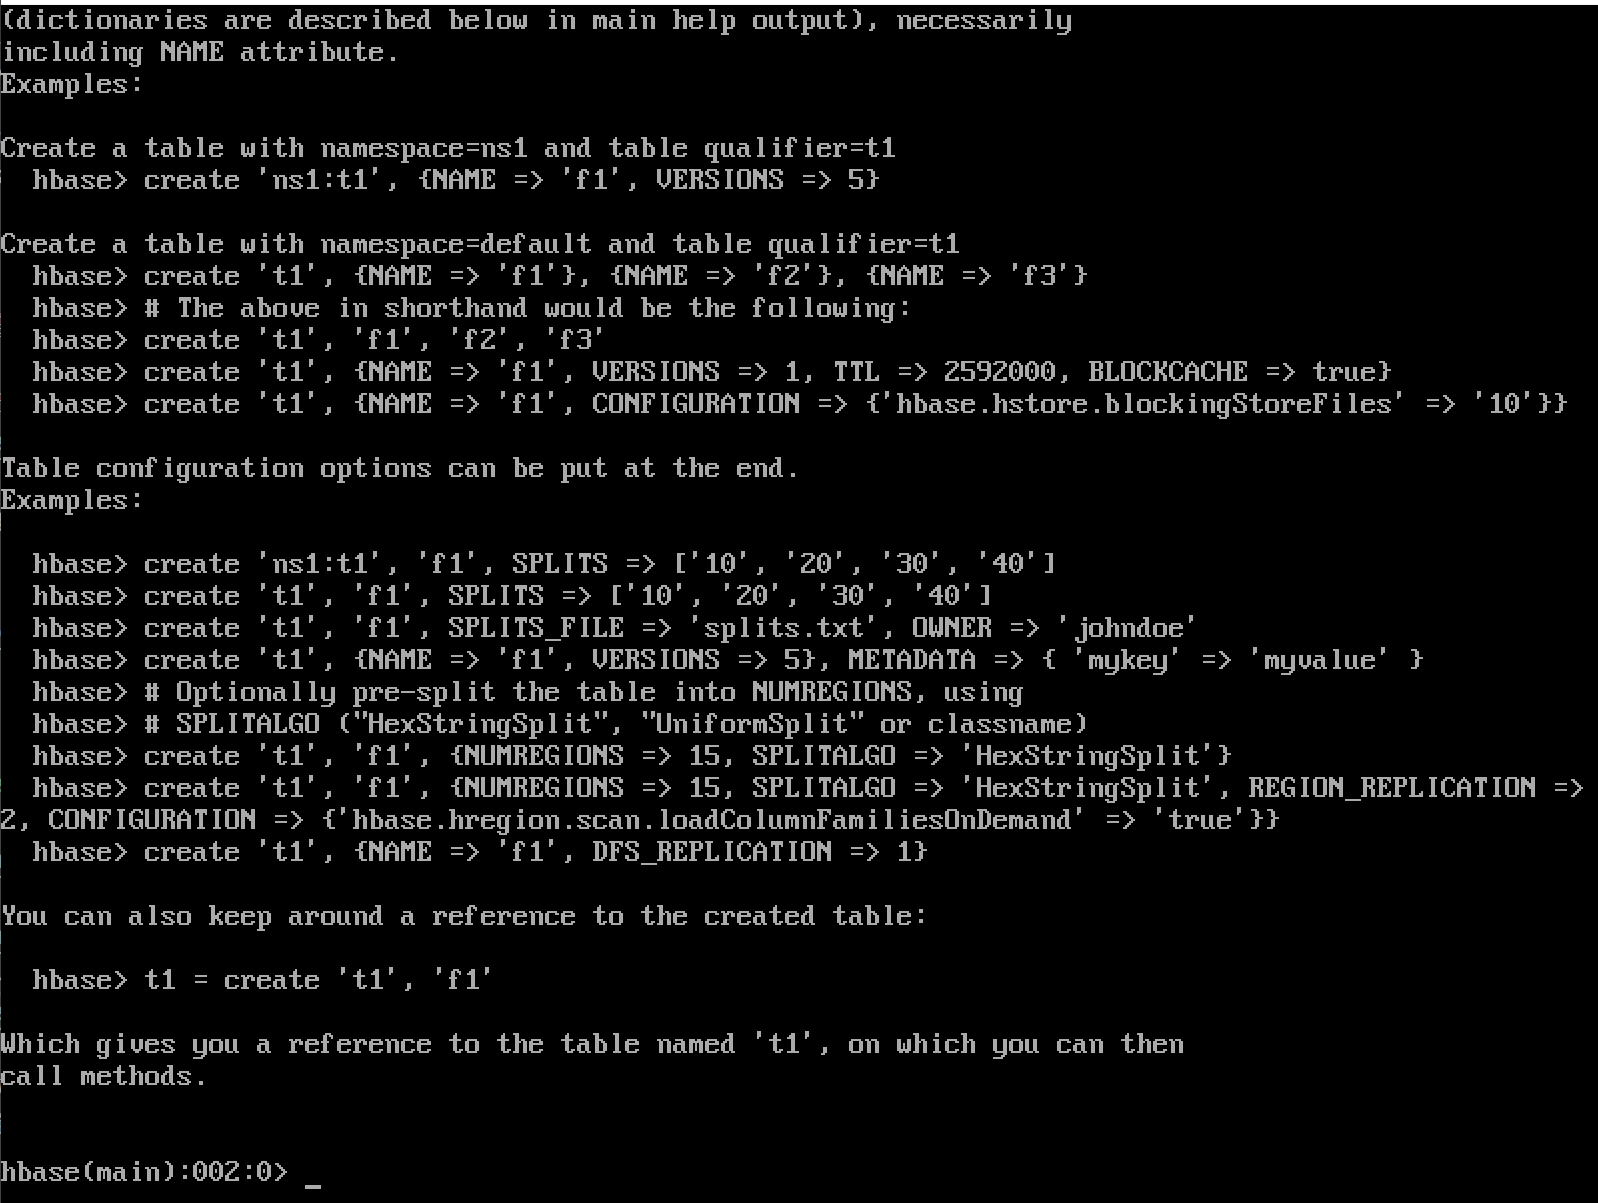 (dictionaries are described below in main help output), necessarily
including NAME attribute.
Examples:

Create a table with namespace=ns1 and table qualifier=t1
  hbase> create 'ns1:t1', {NAME => 'f1', VERSIONS => 5}

Create a table with namespace=default and table qualifier=t1
  hbase> create 't1', {NAME => 'f1'}, {NAME => 'f2'}, {NAME => 'f3'}
  hbase> # The above in shorthand would be the following:
  hbase> create 't1', 'f1', 'f2', 'f3'
  hbase> create 't1', {NAME => 'f1', VERSIONS => 1, TTL => 2592000, BLOCKCACHE => true}
  hbase> create 't1', {NAME => 'f1', CONFIGURATION => {'hbase.hstore.blockingStoreFiles' => '10'}}

Table configuration options can be put at the end.
Examples:

  hbase> create 'ns1:t1', 'f1', SPLITS => ['10', '20', '30', '40']
  hbase> create 't1', 'f1', SPLITS => ['10', '20', '30', '40']
  hbase> create 't1', 'f1', SPLITS_FILE => 'splits.txt', OWNER => 'johndoe'
  hbase> create 't1', {NAME => 'f1', VERSIONS => 5}, METADATA => { 'mykey' => 'myvalue' }
  hbase> # Optionally pre-split the table into NUMREGIONS, using
  hbase> # SPLITALGO ("HexStringSplit", "UniformSplit" or classname)
  hbase> create 't1', 'f1', {NUMREGIONS => 15, SPLITALGO => 'HexStringSplit'}
  hbase> create 't1', 'f1', {NUMREGIONS => 15, SPLITALGO => 'HexStringSplit', REGION_REPLICATION =>
2, CONFIGURATION => {'hbase.hregion.scan.loadColumnFamiliesOnDemand' => 'true'}}
  hbase> create 't1', {NAME => 'f1', DFS_REPLICATION => 1}

You can also keep around a reference to the created table:

  hbase> t1 = create 't1', 'f1'

Which gives you a reference to the table named 't1', on which you can then
call methods.

hbase(main):002:0> _